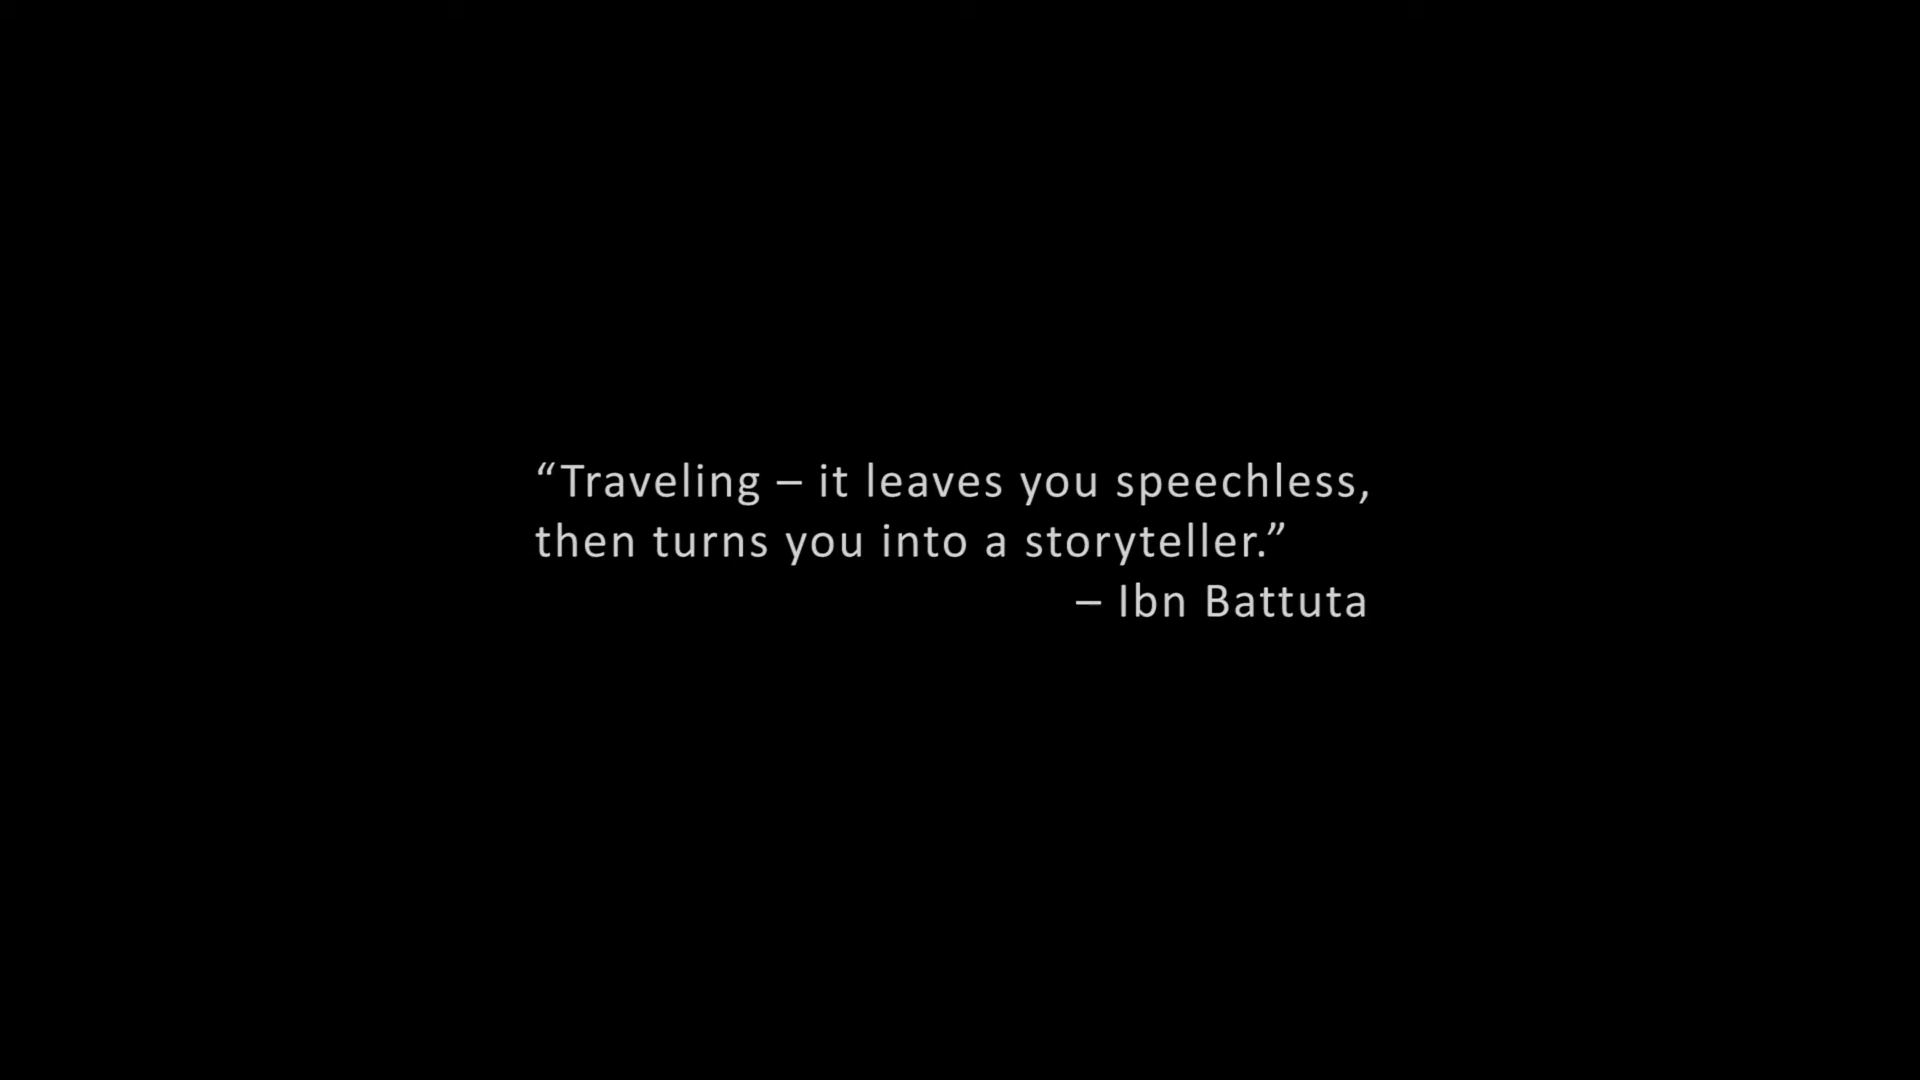 “Traveling – it leaves you speechless,
then turns you into a storyteller.”
– Ibn Battuta